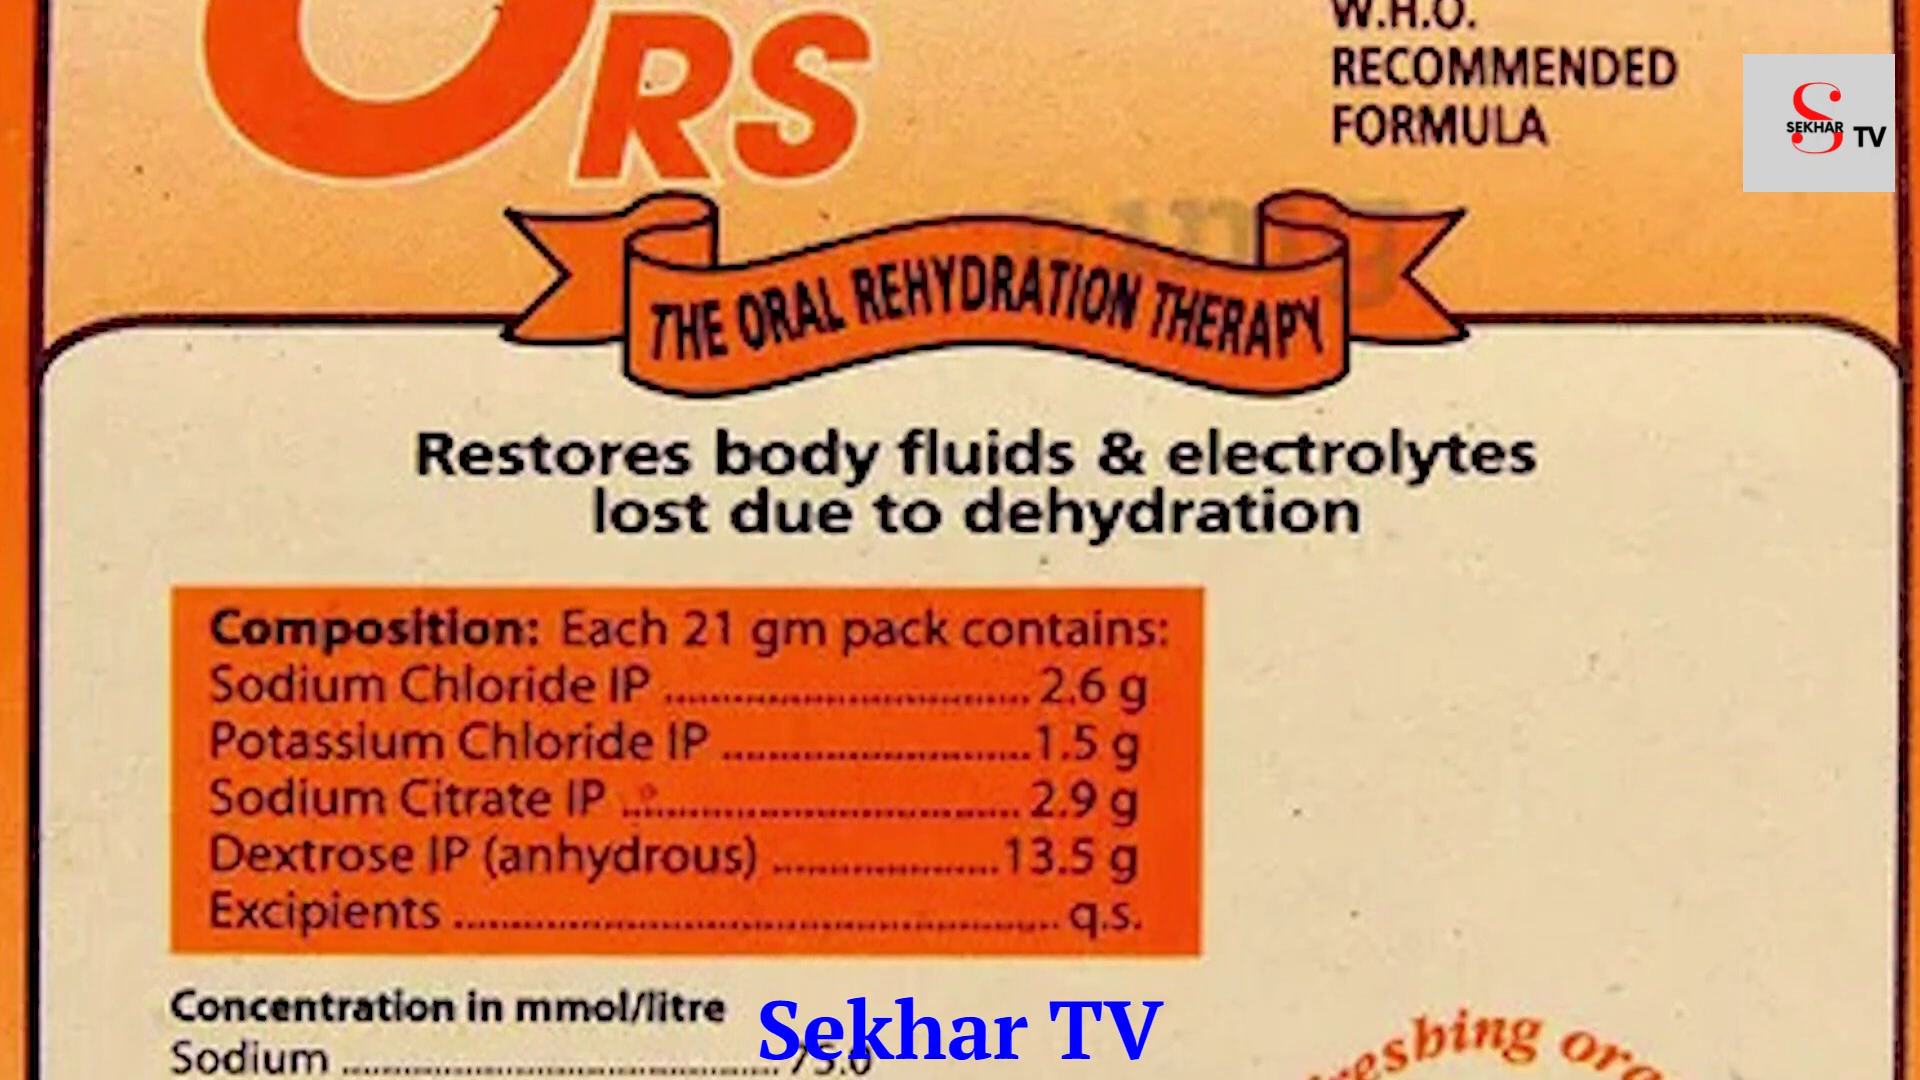 ORS
W.H.O.
RECOMMENDED
FORMULA
SEKHAR TV
THE ORAL REHYDRATION THERAPY
Restores body fluids & electrolytes
lost due to dehydration
Composition: Each 21 gm pack contains:
Sodium Chloride IP ........................................ 2.6 g
Potassium Chloride IP .................................. 1.5 g
Sodium Citrate IP ........................................... 2.9 g
Dextrose IP (anhydrous) ........................ 13.5 g
Excipients ................................................................ q.s.
Concentration in mmol/litre
Sodium .................................................. 75.0
Sekhar TV